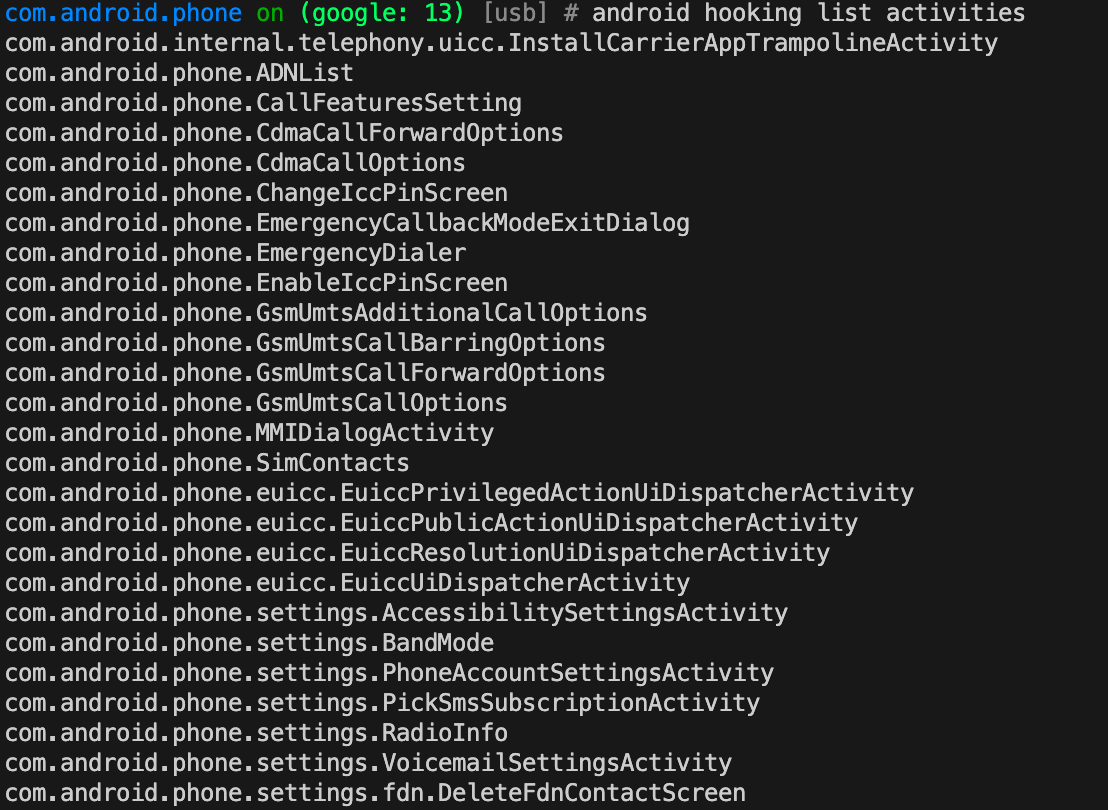 com.android.phone on (google: 13) [usb] # android hooking list activities
com.android.internal.telephony.uicc.InstallCarrierAppTrampolineActivity
com.android.phone.ADNList
com.android.phone.CallFeaturesSetting
com.android.phone.CdmaCallForwardOptions
com.android.phone.CdmaCallOptions
com.android.phone.ChangeIccPinScreen
com.android.phone.EmergencyCallbackModeExitDialog
com.android.phone.EmergencyDialer
com.android.phone.EnableIccPinScreen
com.android.phone.GsmUmtsAdditionalCallOptions
com.android.phone.GsmUmtsCallBarringOptions
com.android.phone.GsmUmtsCallForwardOptions
com.android.phone.GsmUmtsCallOptions
com.android.phone.MMIDialogActivity
com.android.phone.SimContacts
com.android.phone.euicc.EuiccPrivilegedActionUiDispatcherActivity
com.android.phone.euicc.EuiccPublicActionUiDispatcherActivity
com.android.phone.euicc.EuiccResolutionUiDispatcherActivity
com.android.phone.euicc.EuiccUiDispatcherActivity
com.android.phone.settings.AccessibilitySettingsActivity
com.android.phone.settings.BandMode
com.android.phone.settings.PhoneAccountSettingsActivity
com.android.phone.settings.PickSmsSubscriptionActivity
com.android.phone.settings.RadioInfo
com.android.phone.settings.VoicemailSettingsActivity
com.android.phone.settings.fdn.DeleteFdnContactScreen